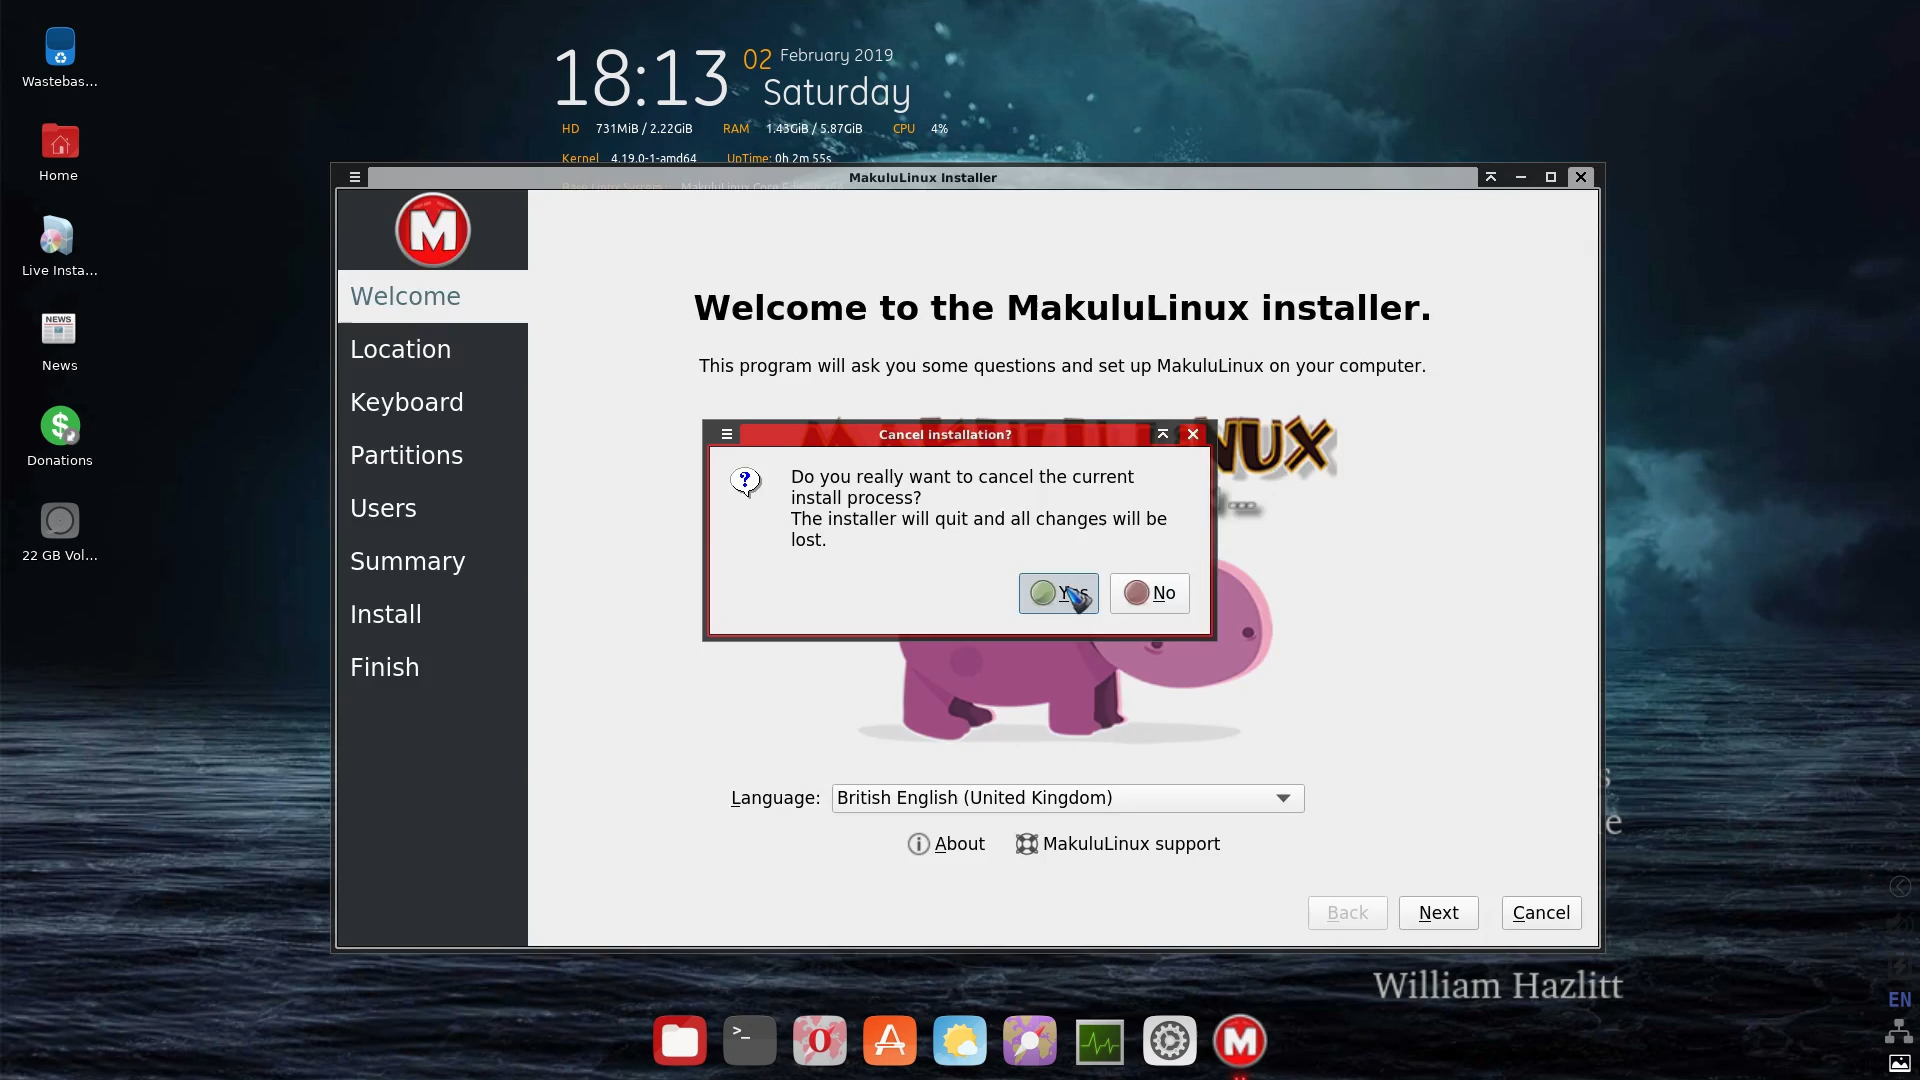 18:13 02 February 2019
Saturday
HD 731MiB / 2.22GiB RAM 1.43GiB / 5.87GiB CPU 4%
Kernel 4.19.0-1-amd64 UpTime: 0h 2m 55s
Wastebas...
Home
Live Insta...
News
Donations
22 GB Vol...
MakuluLinux Installer
M
Welcome
Location
Keyboard
Partitions
Users
Summary
Install
Finish
Welcome to the MakuluLinux installer.
This program will ask you some questions and set up MakuluLinux on your computer.
Cancel installation?
Do you really want to cancel the current
install process?
The installer will quit and all changes will be
lost.
Yes No
Language: British English (United Kingdom)
About MakuluLinux support
Back Next Cancel
William Hazlitt
EN